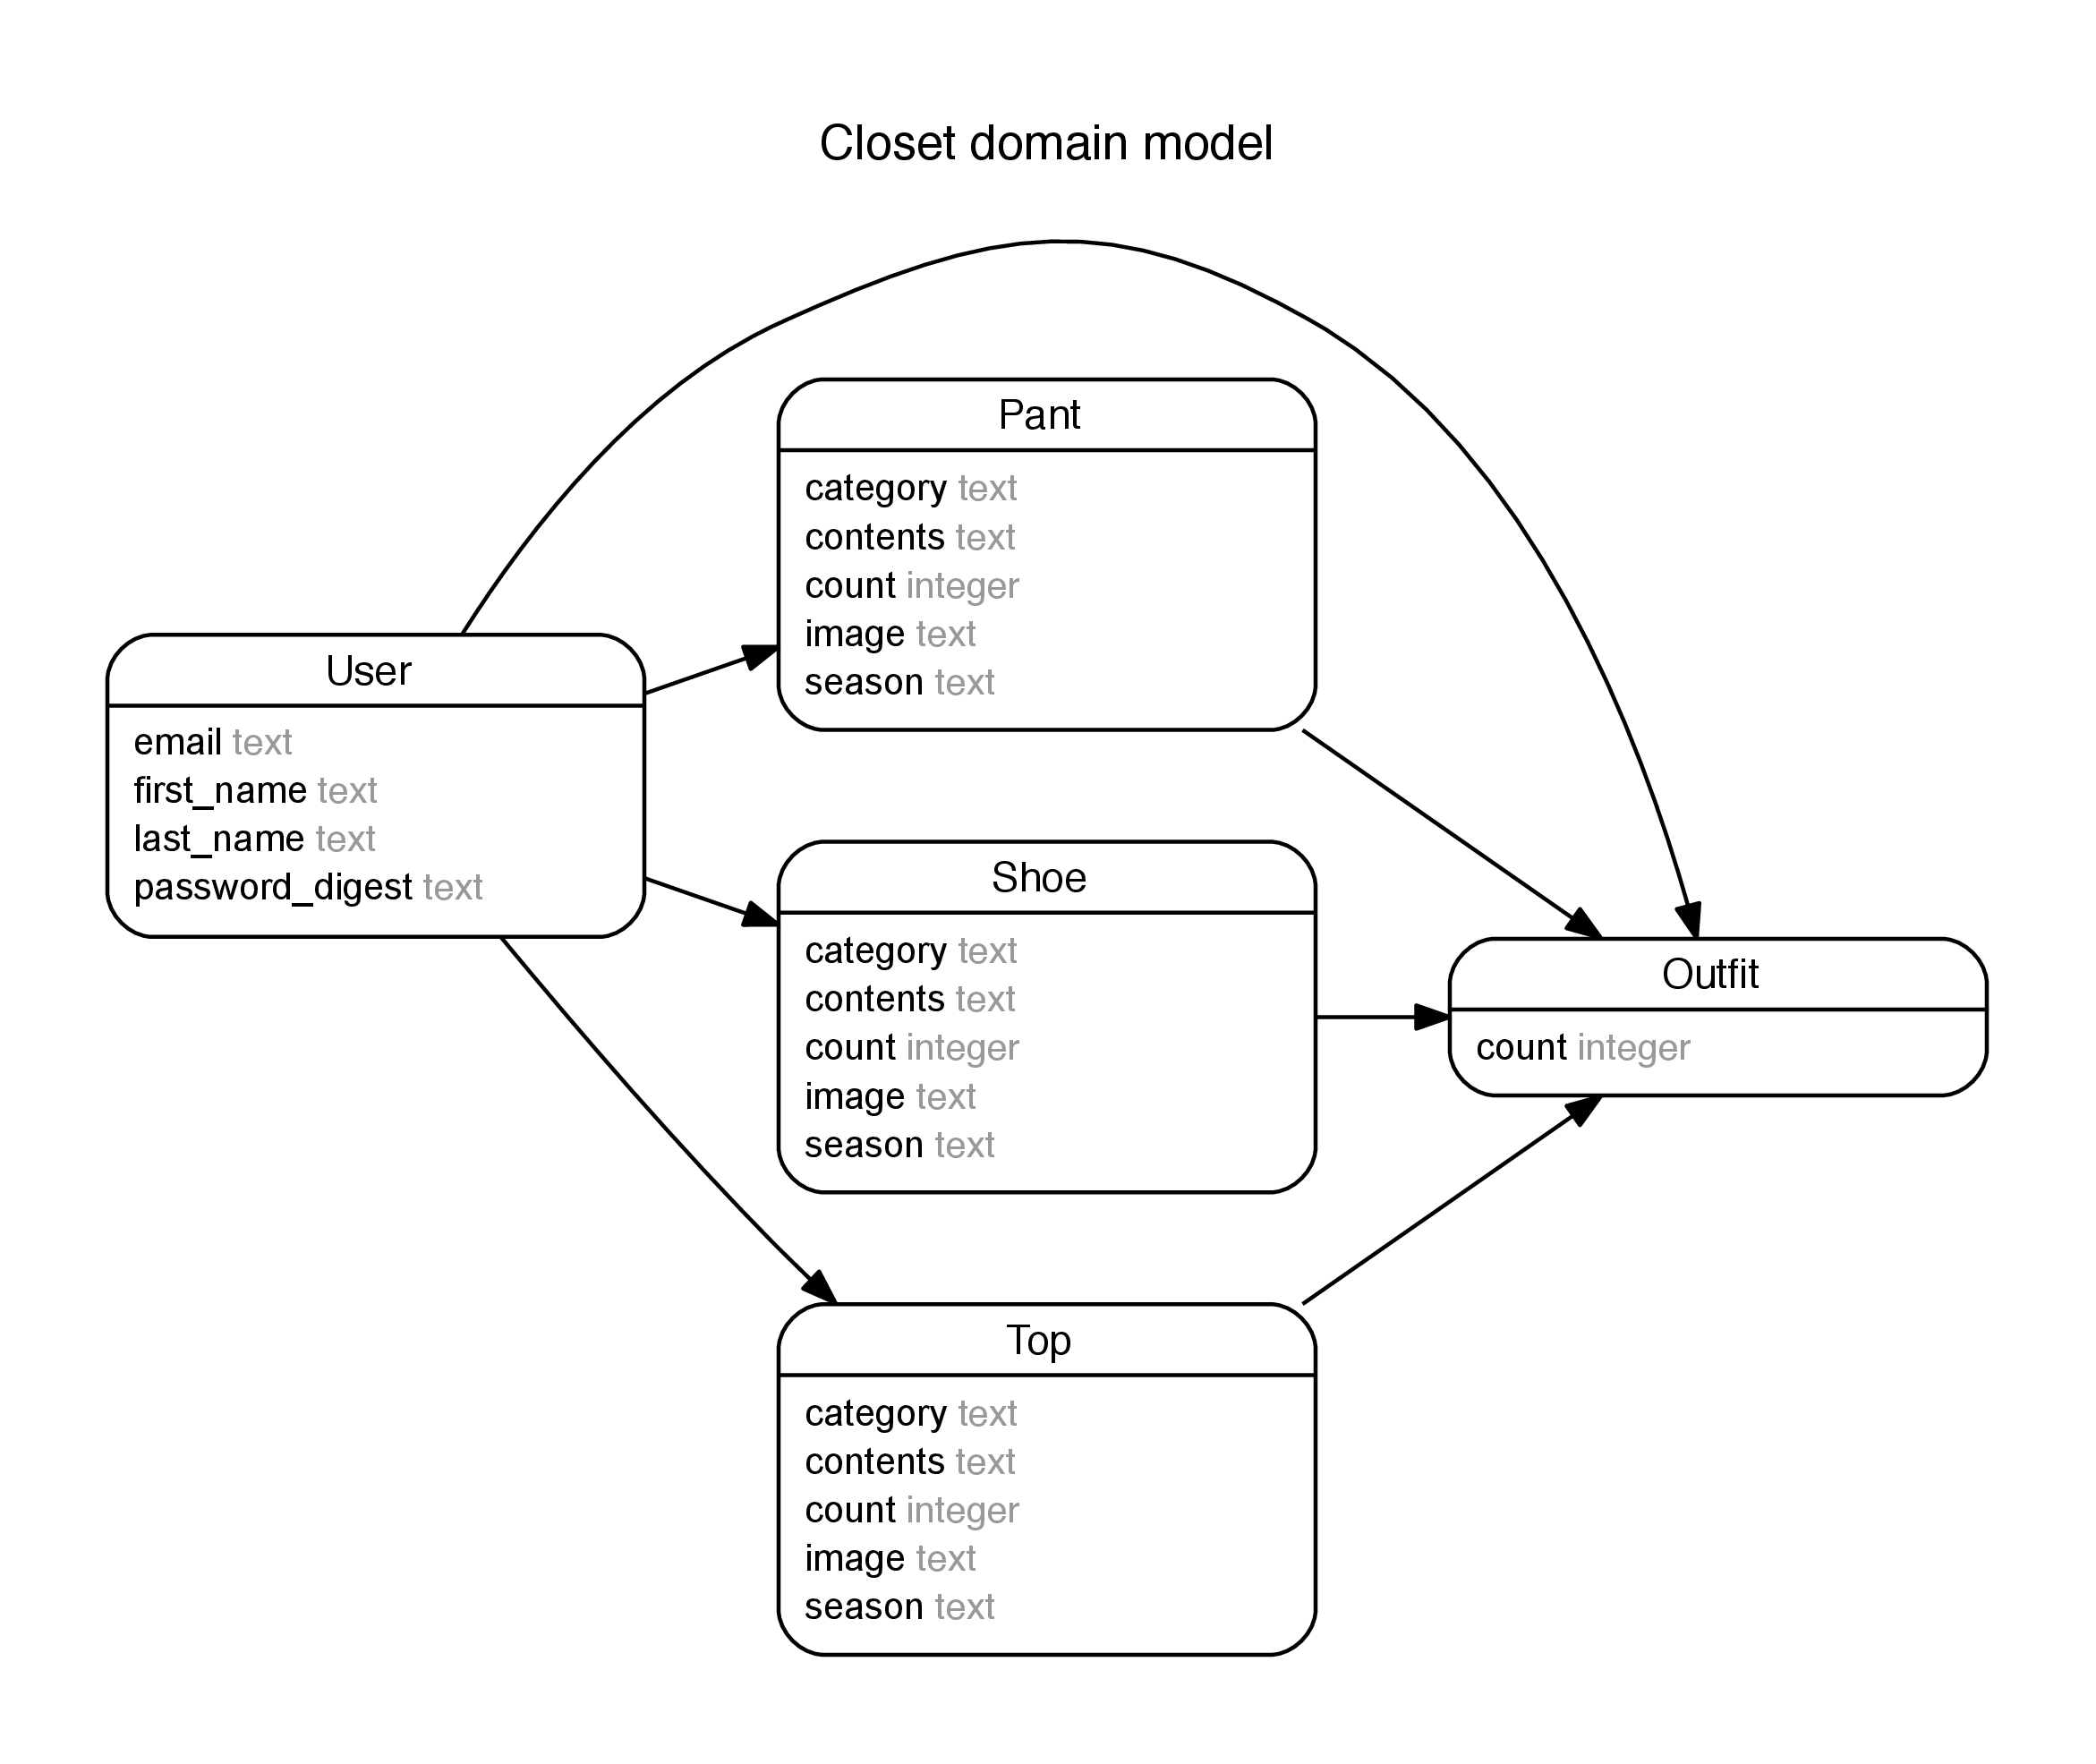 Closet domain model
User
email text
first_name text
last_name text
password_digest text
Pant
category text
contents text
count integer
image text
season text
Shoe
category text
contents text
count integer
image text
season text
Top
category text
contents text
count integer
image text
season text
Outfit
count integer